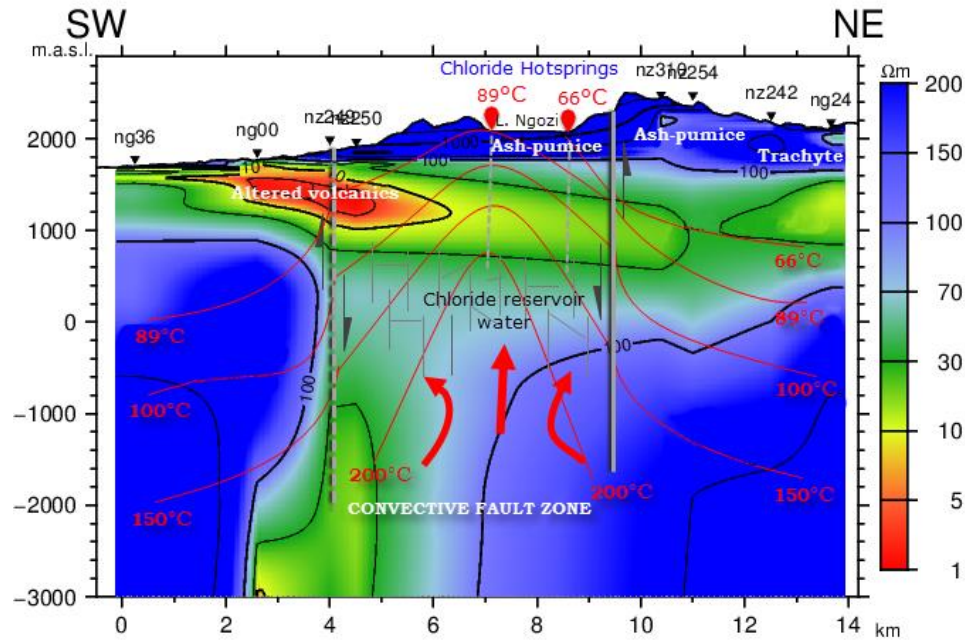 SW
NE
m.a.s.l.
Chloride Hotsprings
89°C
66°C
nz254
nz242
ng24
ng36
ng00
L. Ngozi
Ash-pumice
Ash-pumice
Trachyte
Altered volcanics
10
100
100
100
Chloride reservoir
water
66°C
89°C
89°C
100°C
100°C
100
200°C
200°C
150°C
150°C
CONVECTIVE FAULT ZONE
2000
1000
0
-1000
-2000
-3000
0
2
4
6
8
10
12
14
km
Ωm
200
150
100
70
30
10
5
1